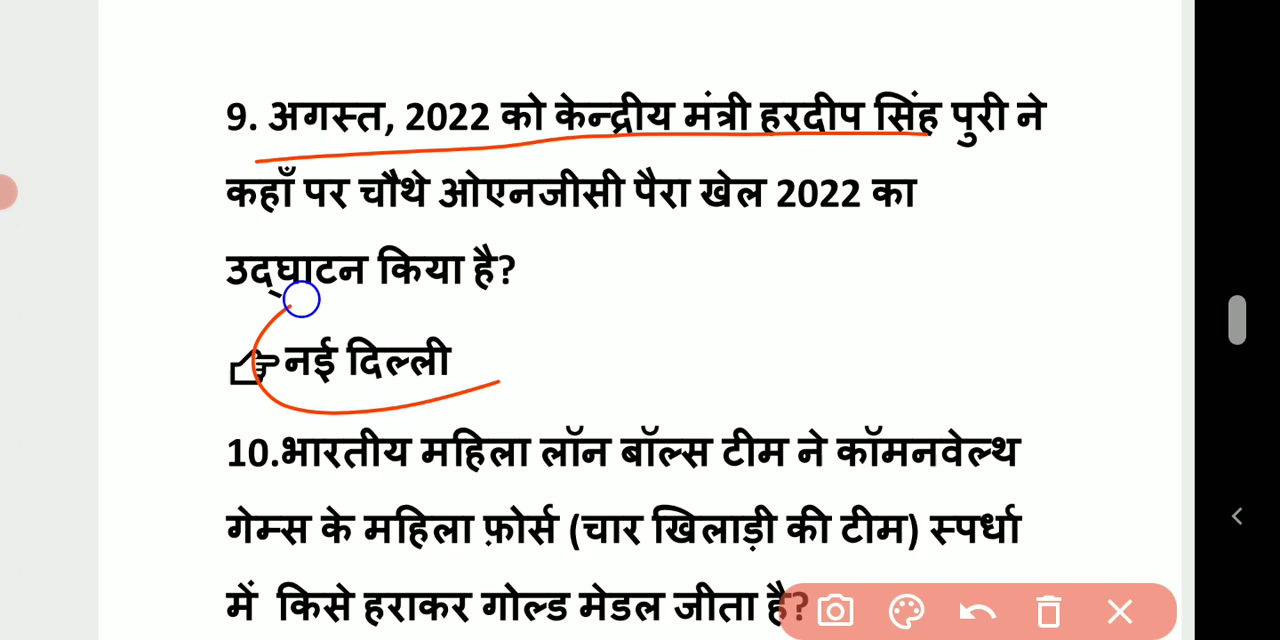 9. अगस्त, 2022 को केन्द्रीय मंत्री हरदीप सिंह पुरी ने
कहाँ पर चौथे ओएनजीसी पैरा खेल 2022 का
उद्घाटन किया है?
नई दिल्ली
10.भारतीय महिला लॉन बॉल्स टीम ने कॉमनवेल्थ
गेम्स के महिला फ़ोर्स (चार खिलाड़ी की टीम) स्पर्धा
में किसे हराकर गोल्ड मेडल जीता है?